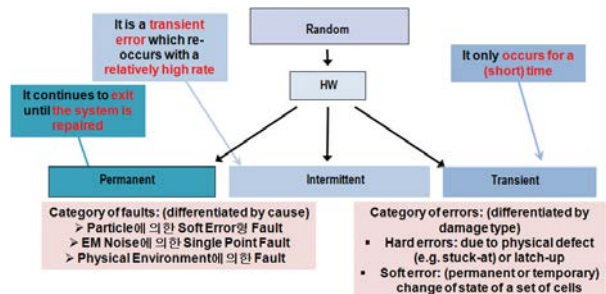 It is a transient
error which re-
occurs with a
relatively high rate
Random
It only occurs for a
(short) time
HW
It continues to exit
until the system is
repaired
Permanent
Intermittent
Transient
Category of faults: (differentiated by cause)
➢ Particle에 의한 Soft Error형 Fault
➢ EM Noise에 의한 Single Point Fault
➢ Physical Environment에 의한 Fault
Category of errors: (differentiated by
damage type)
▪ Hard errors: due to physical defect
(e.g. stuck-at) or latch-up
▪ Soft error: (permanent or temporary)
change of state of a set of cells